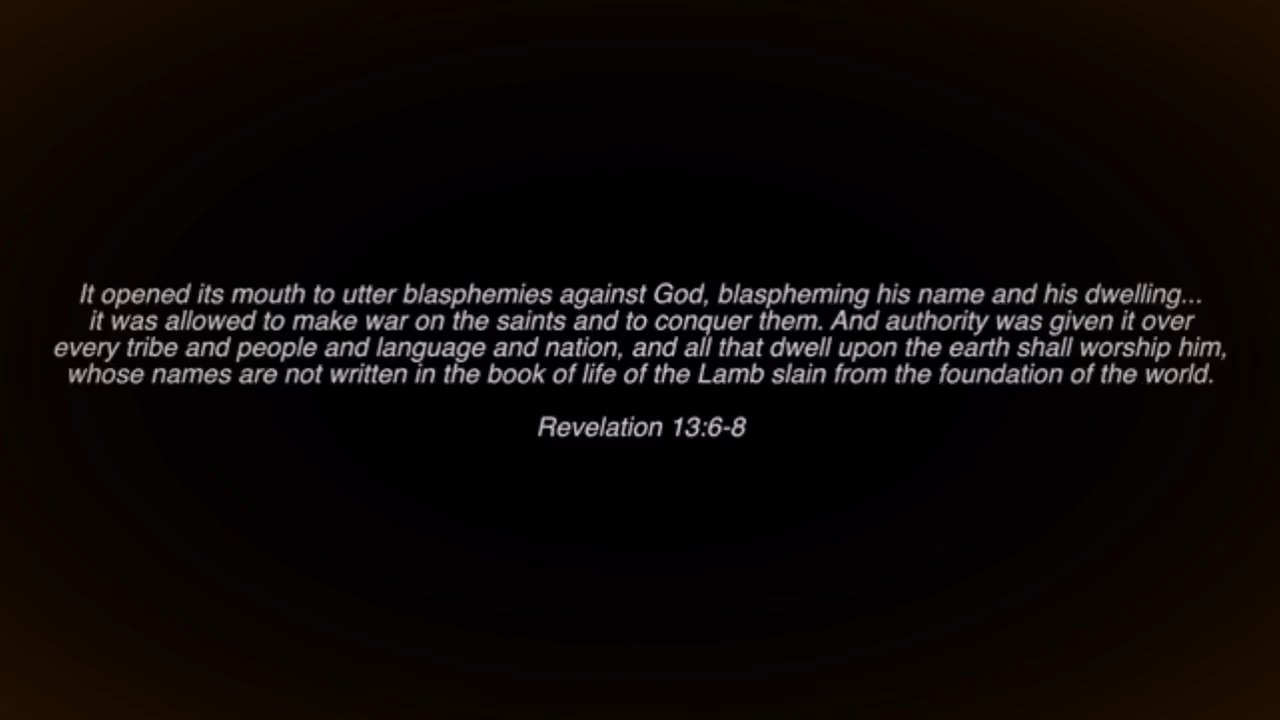 It opened its mouth to utter blasphemies against God, blaspheming his name and his dwelling...
it was allowed to make war on the saints and to conquer them. And authority was given it over
every tribe and people and language and nation, and all that dwell upon the earth shall worship him,
whose names are not written in the book of life of the Lamb slain from the foundation of the world.
Revelation 13:6-8